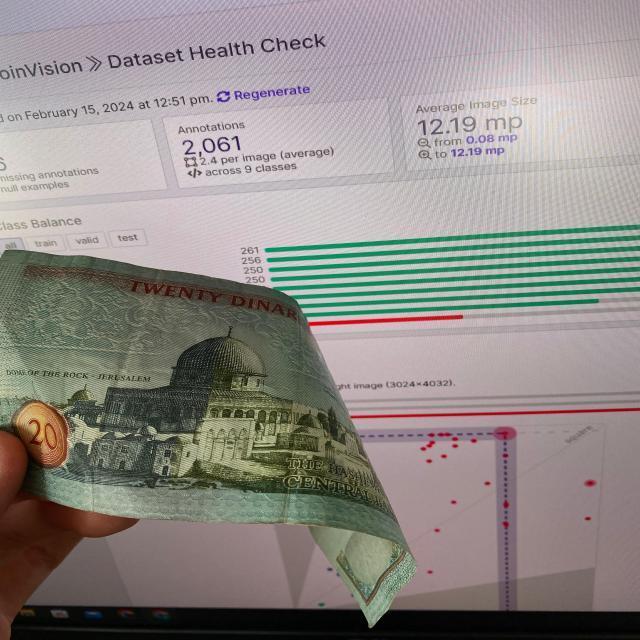 oinVision >> Dataset Health Check
on February 15, 2024 at 12:51 pm. Regenerate
missing annotations
null examples
Annotations
2,061
2.4 per image (average)
</> across 9 classes
Average Image Size
12.19 mp
from 0.08 mp
to 12.19 mp
Class Balance
all train valid test
261
256
250
250
ght image (3024×4032).
square
TWENTY DINAR
DOME OF THE ROCK - JERUSALEM
20
THE HASHE
CENTRAL